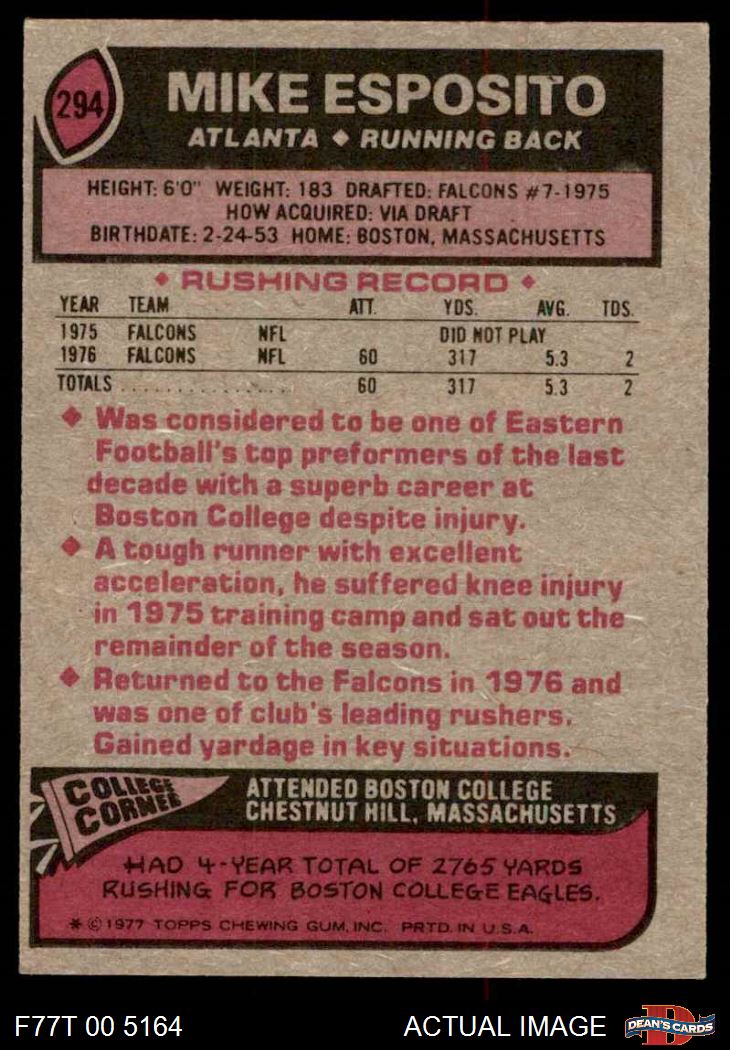 294
MIKE ESPOSITO
ATLANTA ◆ RUNNING BACK
HEIGHT: 6'0" WEIGHT: 183 DRAFTED: FALCONS #7-1975
HOW ACQUIRED: VIA DRAFT
BIRTHDATE: 2-24-53 HOME: BOSTON, MASSACHUSETTS
◆ RUSHING RECORD ◆
YEAR TEAM ATT. YDS. AVG. TDS.
1975 FALCONS NFL DID NOT PLAY
1976 FALCONS NFL 60 317 5.3 2
TOTALS . . . . . . . . . . . . . . . . 60 317 5.3 2
◆ Was considered to be one of Eastern
Football's top preformers of the last
decade with a superb career at
Boston College despite injury.
◆ A tough runner with excellent
acceleration, he suffered knee injury
in 1975 training camp and sat out the
remainder of the season.
◆ Returned to the Falcons in 1976 and
was one of club's leading rushers.
Gained yardage in key situations.
COLLEGE
CORNER
ATTENDED BOSTON COLLEGE
CHESTNUT HILL, MASSACHUSETTS
HAD 4-YEAR TOTAL OF 2765 YARDS
RUSHING FOR BOSTON COLLEGE EAGLES.
* © 1977 TOPPS CHEWING GUM, INC. PRTD. IN U.S.A.
F77T 00 5164 ACTUAL IMAGE
D
DEAN'S CARDS